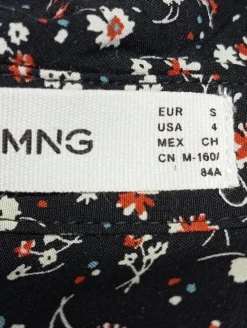 MNG
EUR S
USA 4
MEX CH
CN M-160/
84A